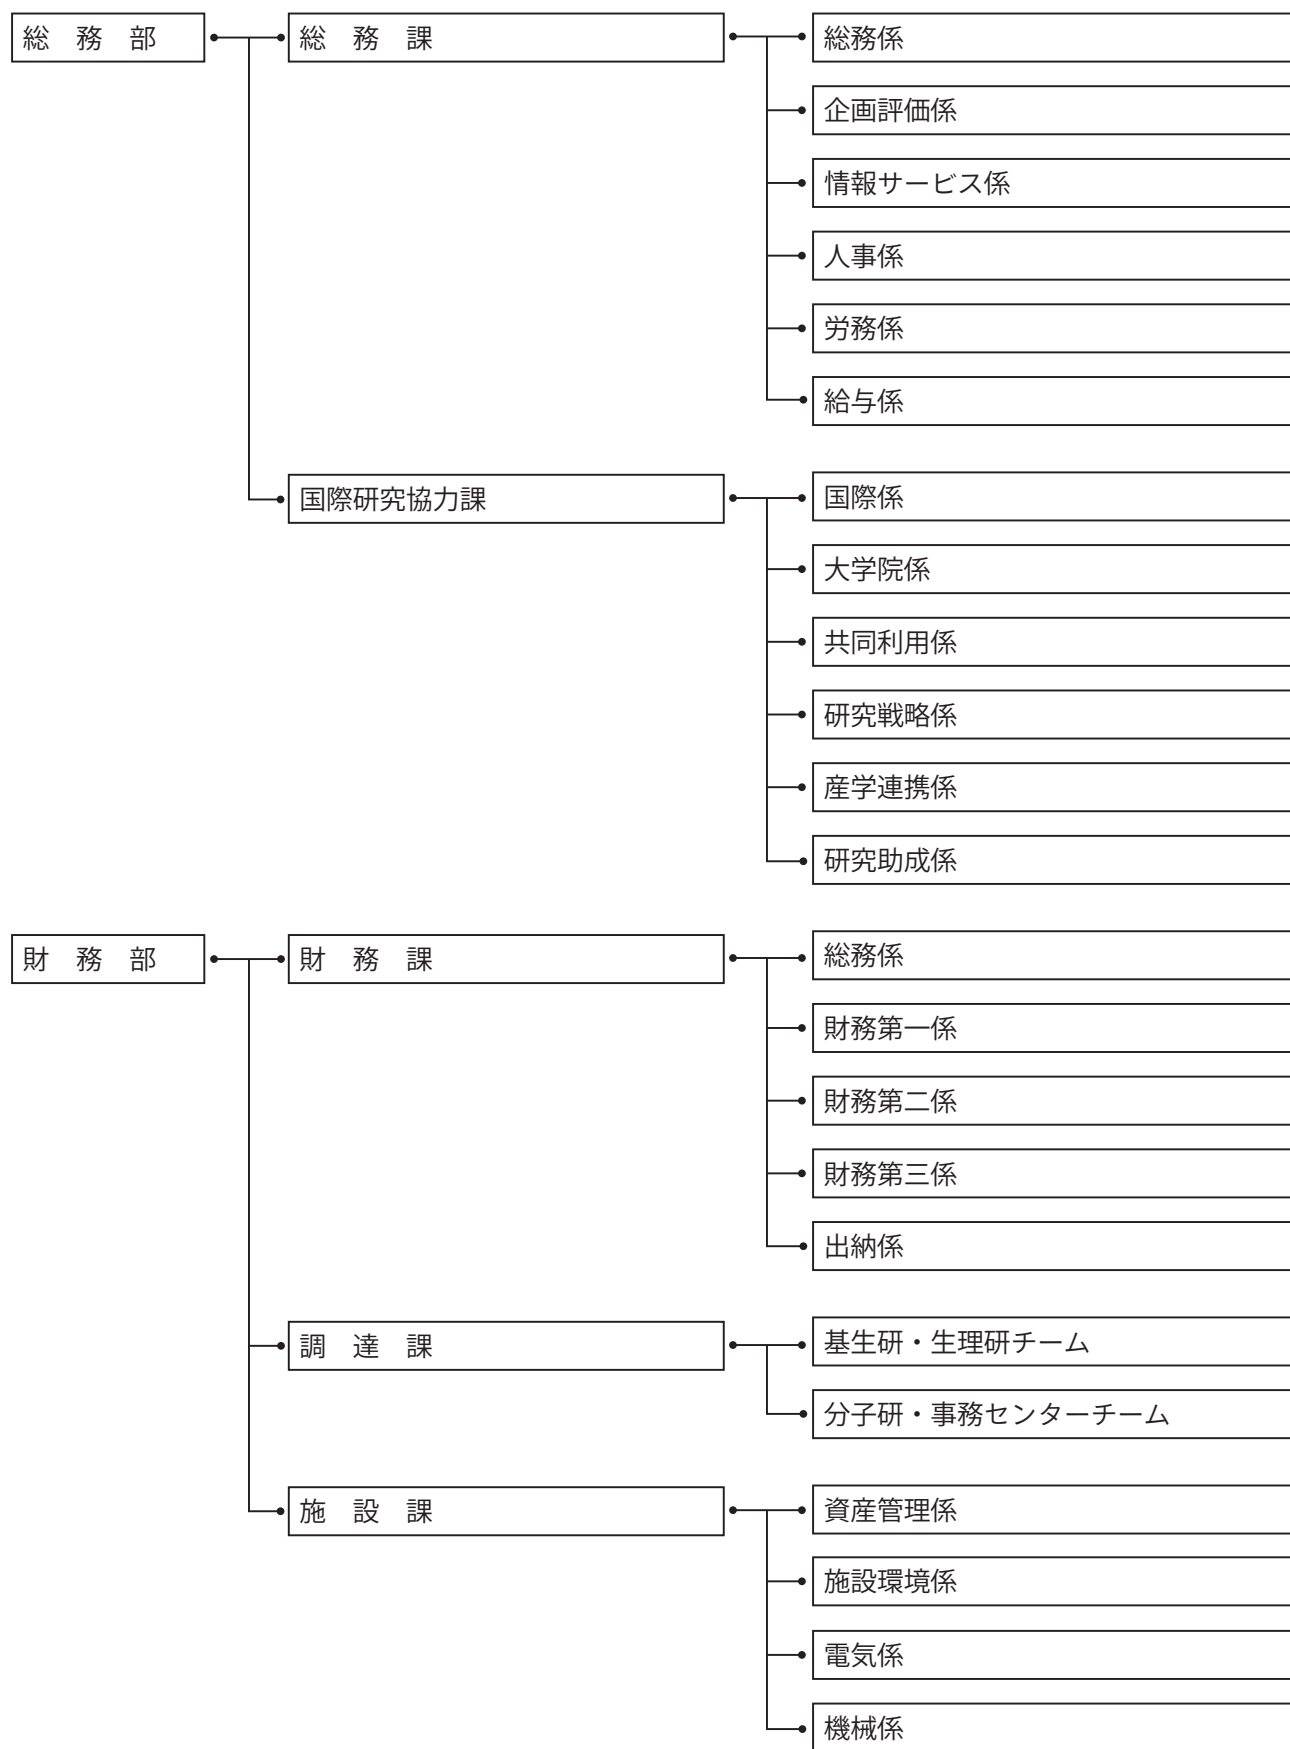 総　務　部
総　務　課
総務係
企画評価係
情報サービス係
人事係
労務係
給与係
国際研究協力課
国際係
大学院係
共同利用係
研究戦略係
産学連携係
研究助成係
財　務　部
財　務　課
総務係
財務第一係
財務第二係
財務第三係
出納係
調　達　課
基生研・生理研チーム
分子研・事務センターチーム
施　設　課
資産管理係
施設環境係
電気係
機械係